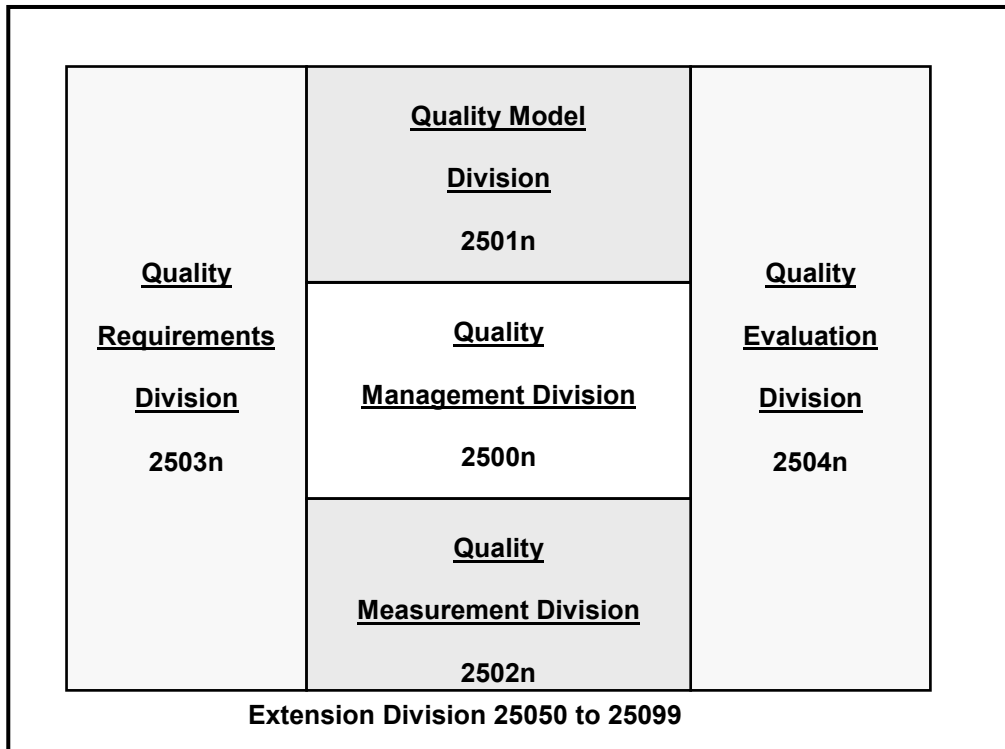 Quality
Requirements
Division
2503n
Quality Model
Division
2501n
Quality
Management Division
2500n
Quality
Measurement Division
2502n
Quality
Evaluation
Division
2504n
Extension Division 25050 to 25099